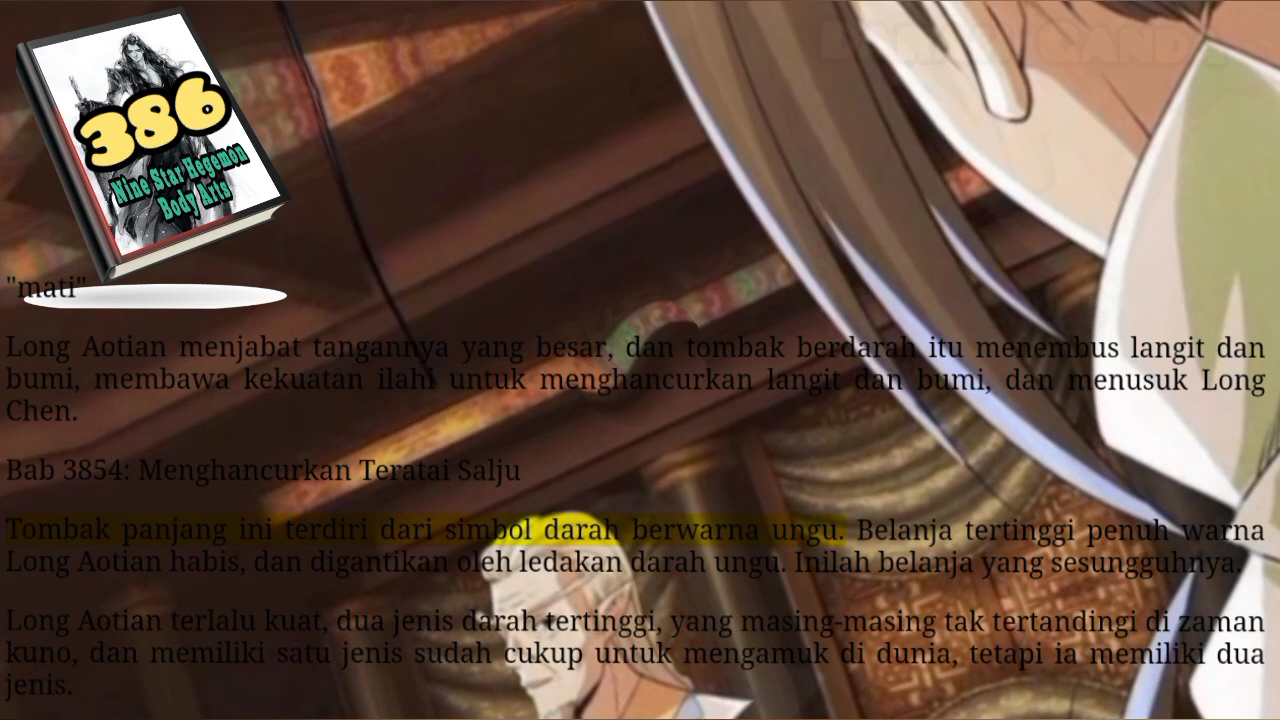 386
Nine Star Hegemon
Body Arts
"mati"
Long Aotian menjabat tangannya yang besar, dan tombak berdarah itu menembus langit dan
bumi, membawa kekuatan ilahi untuk menghancurkan langit dan bumi, dan menusuk Long
Chen.
Bab 3854: Menghancurkan Teratai Salju
Tombak panjang ini terdiri dari simbol darah berwarna ungu. Belanja tertinggi penuh warna
Long Aotian habis, dan digantikan oleh ledakan darah ungu. Inilah belanja yang sesungguhnya.
Long Aotian terlalu kuat, dua jenis darah tertinggi, yang masing-masing tak tertandingi di zaman
kuno, dan memiliki satu jenis sudah cukup untuk mengamuk di dunia, tetapi ia memiliki dua
jenis.